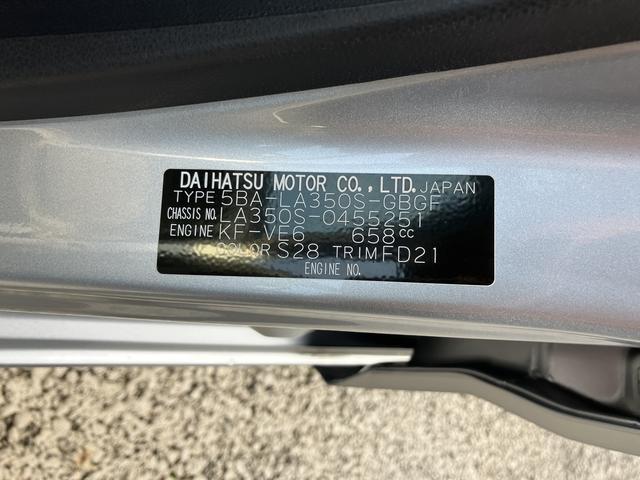 DAIHATSU MOTOR CO.,LTD. JAPAN
TYPE 5BA-LA350S-GBGF
CHASSIS NO. LA350S-0455251
ENGINE KF-VE6 658cc
COLOR S28 TRIM FD21
ENGINE NO.